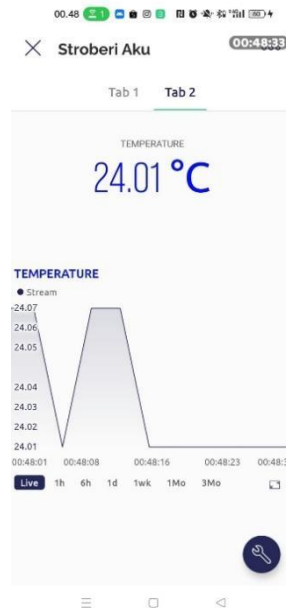 00.48 1 80
Stroberi Aku 00:48:33
Tab 1 Tab 2
TEMPERATURE
24.01 °C
TEMPERATURE
Stream
24.07
24.06
24.05
24.04
24.03
24.02
24.01
00:48:01 00:48:08 00:48:16 00:48:23
Live 1h 6h 1d 1wk 1Mo 3Mo